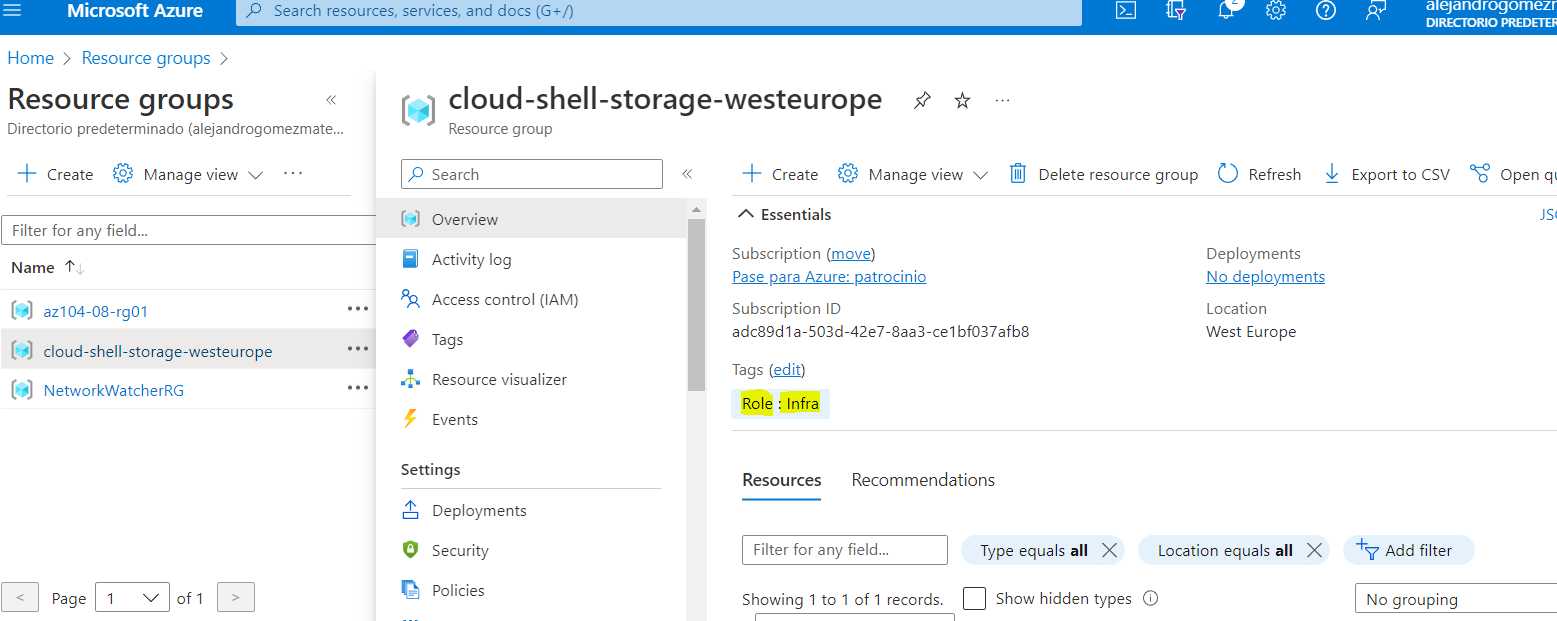 Microsoft Azure
Search resources, services, and docs (G+/)
2
alejandrogomezm
DIRECTORIO PREDETER
Home > Resource groups >
Resource groups «
Directorio predeterminado (alejandrogomezmate...
+ Create Manage view ...
Filter for any field...
Name ↑↓
az104-08-rg01 ...
cloud-shell-storage-westeurope ...
NetworkWatcherRG ...
< Page 1 of 1 >
cloud-shell-storage-westeurope ...
Resource group
Search «
Overview
Activity log
Access control (IAM)
Tags
Resource visualizer
Events
Settings
Deployments
Security
Policies
+ Create Manage view Delete resource group Refresh Export to CSV Open qu
Essentials JSO
Subscription (move)
Pase para Azure: patrocinio
Subscription ID
adc89d1a-503d-42e7-8aa3-ce1bf037afb8
Deployments
No deployments
Location
West Europe
Tags (edit)
Role : Infra
Resources Recommendations
Filter for any field... Type equals all Location equals all Add filter
Showing 1 to 1 of 1 records. Show hidden types No grouping